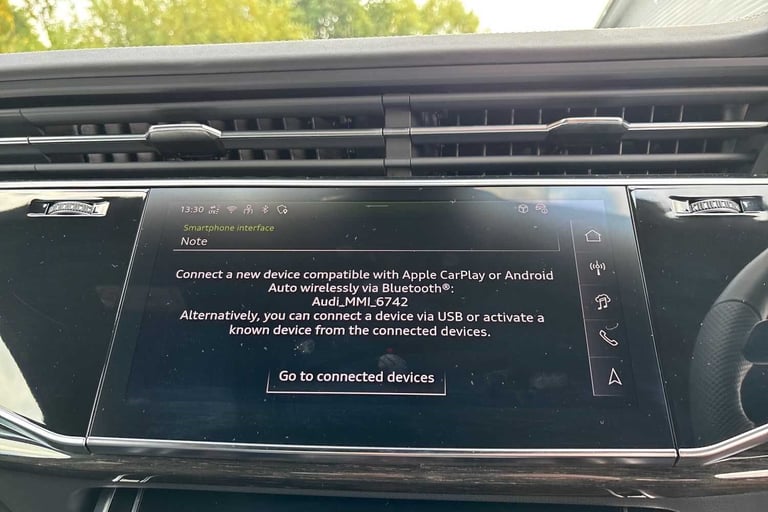 13:30
Smartphone interface
Note
Connect a new device compatible with Apple CarPlay or Android
Auto wirelessly via Bluetooth®:
Audi_MMI_6742
Alternatively, you can connect a device via USB or activate a
known device from the connected devices.
Go to connected devices